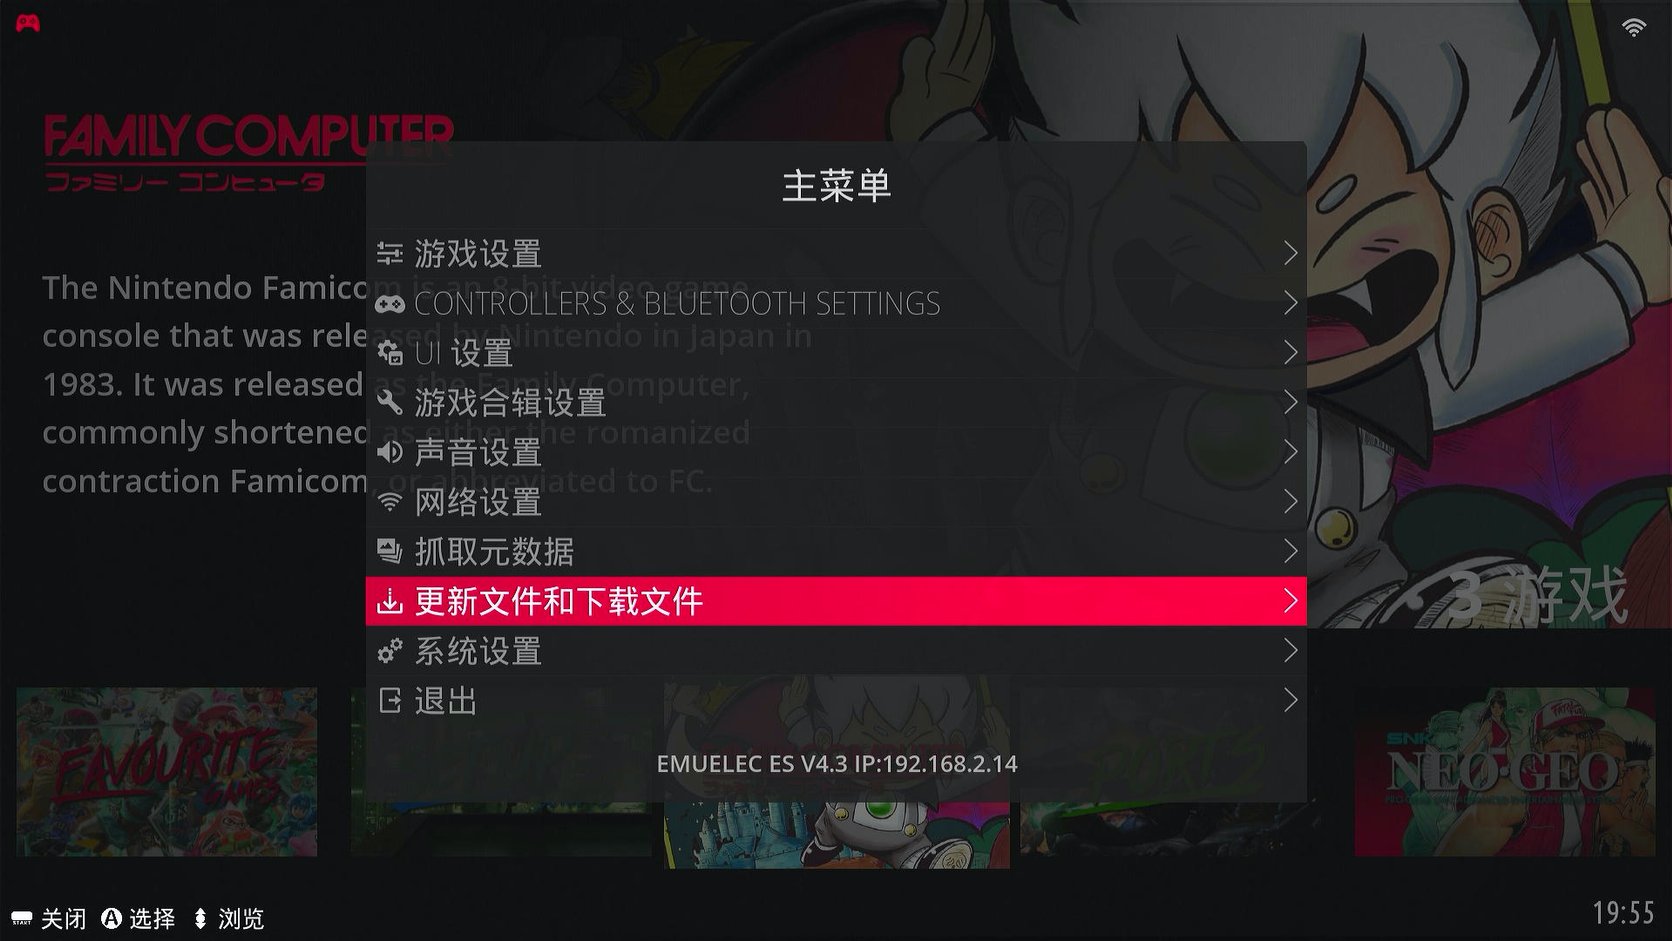 FAMILY COMPUTER
ファミリー コンピュータ
主菜单
游戏设置
The Nintendo Famicom is an 8-bit video game
CONTROLLERS & BLUETOOTH SETTINGS
console that was released by Nintendo in Japan in
UI 设置
1983. It was released as the Family Computer,
游戏合辑设置
commonly shortened as either the romanized
声音设置
contraction Famicom, or abbreviated to FC.
网络设置
抓取元数据
更新文件和下载文件
3 游戏
系统设置
退出
FAVOURITE
GAMES
PORTS
SNK
NEO·GEO
EMUELEC ES V4.3 IP:192.168.2.14
START 关闭 A 选择 浏览
19:55